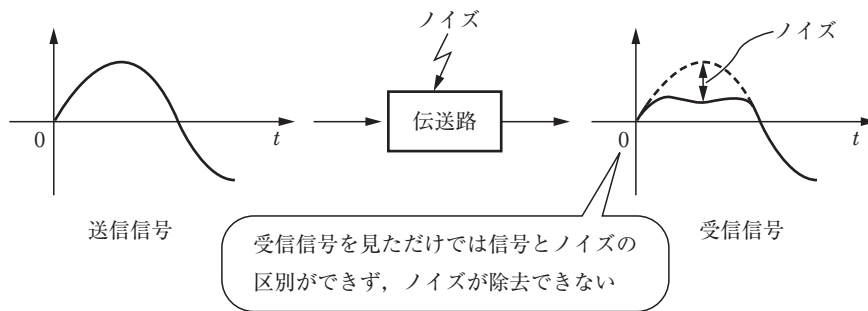 ノイズ
ノイズ
伝送路
0
t
0
t
送信信号
受信信号
受信信号を見ただけでは信号とノイズの
区別ができず，ノイズが除去できない